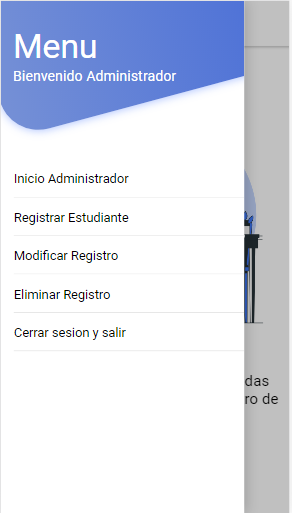 Menu
Bienvenido Administrador
Inicio Administrador
Registrar Estudiante
Modificar Registro
Eliminar Registro
Cerrar sesion y salir
das
ro de